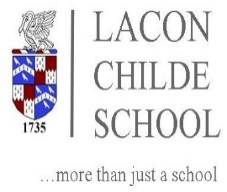 LACON
CHILDE
SCHOOL
1735
...more than just a school